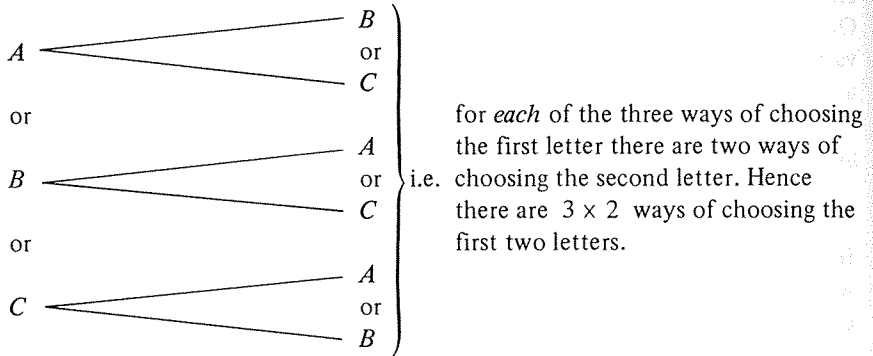 B
A or
C
or for each of the three ways of choosing
A the first letter there are two ways of
B or i.e. choosing the second letter. Hence
C there are 3 × 2 ways of choosing the
or first two letters.
A
C or
B